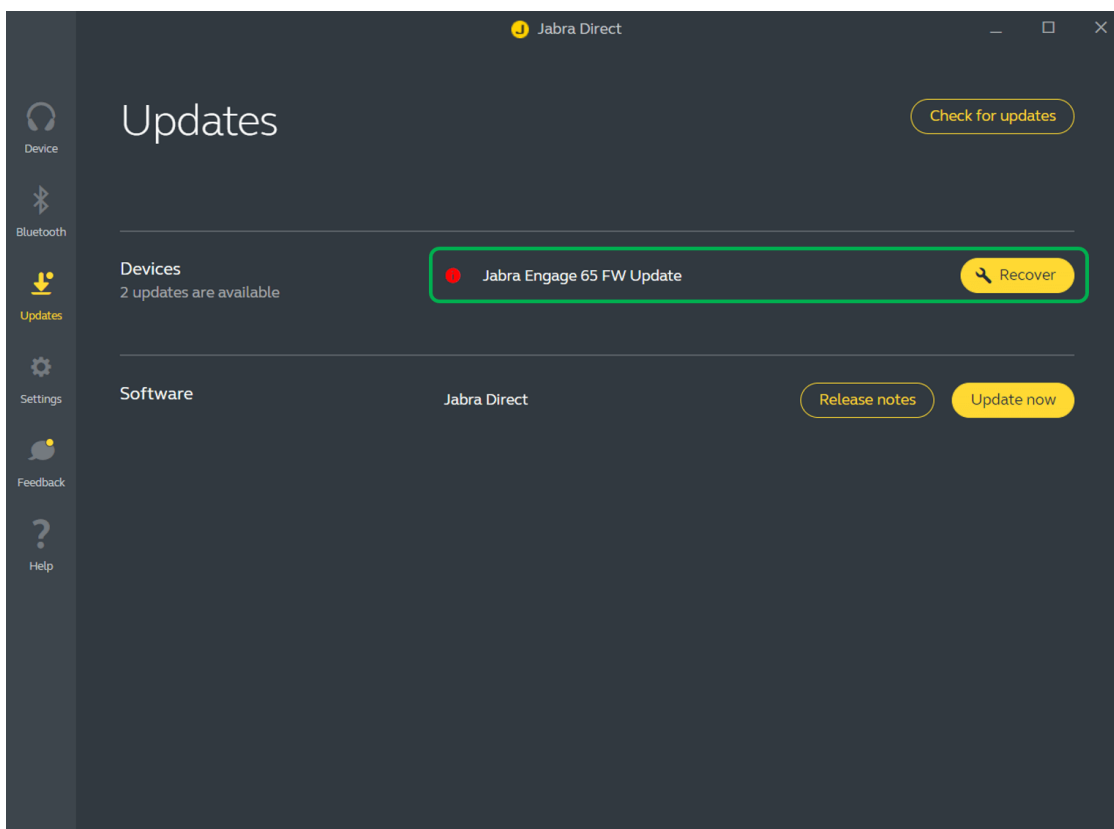 Jabra Direct
Device
Bluetooth
Updates
Settings
Feedback
Help
Updates
Check for updates
Devices
2 updates are available
Jabra Engage 65 FW Update
Recover
Software
Jabra Direct
Release notes
Update now